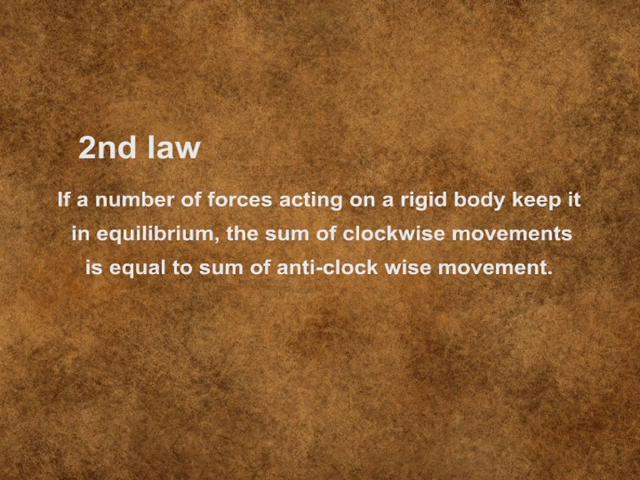 2nd law
If a number of forces acting on a rigid body keep it
in equilibrium, the sum of clockwise movements
is equal to sum of anti-clock wise movement.